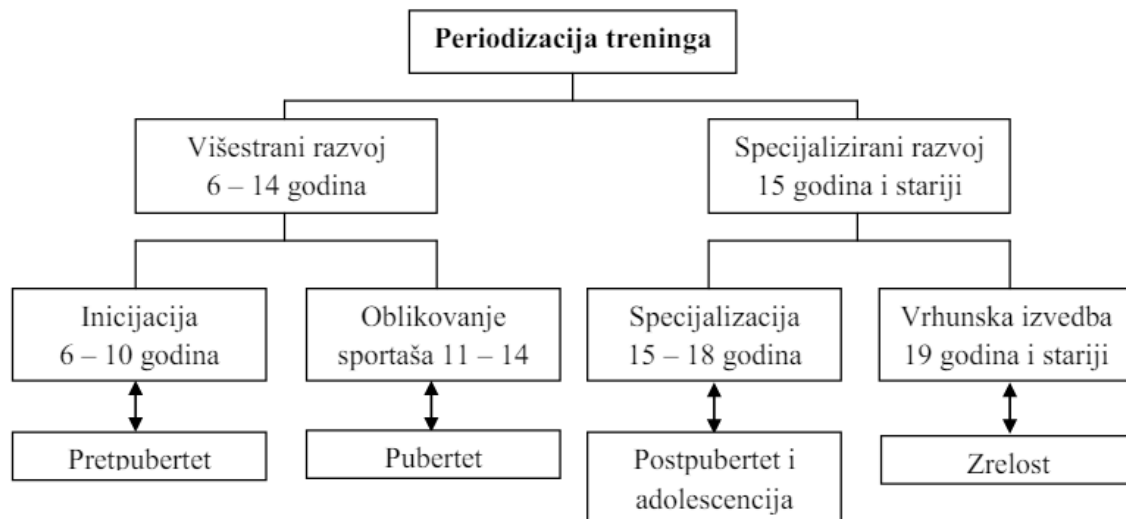 Periodizacija treninga
Višestrani razvoj
6 – 14 godina
Specijalizirani razvoj
15 godina i stariji
Inicijacija
6 – 10 godina
Oblikovanje
sportaša 11 – 14
Specijalizacija
15 – 18 godina
Vrhunska izvedba
19 godina i stariji
Pretpubertet
Pubertet
Postpubertet i
adolescencija
Zrelost